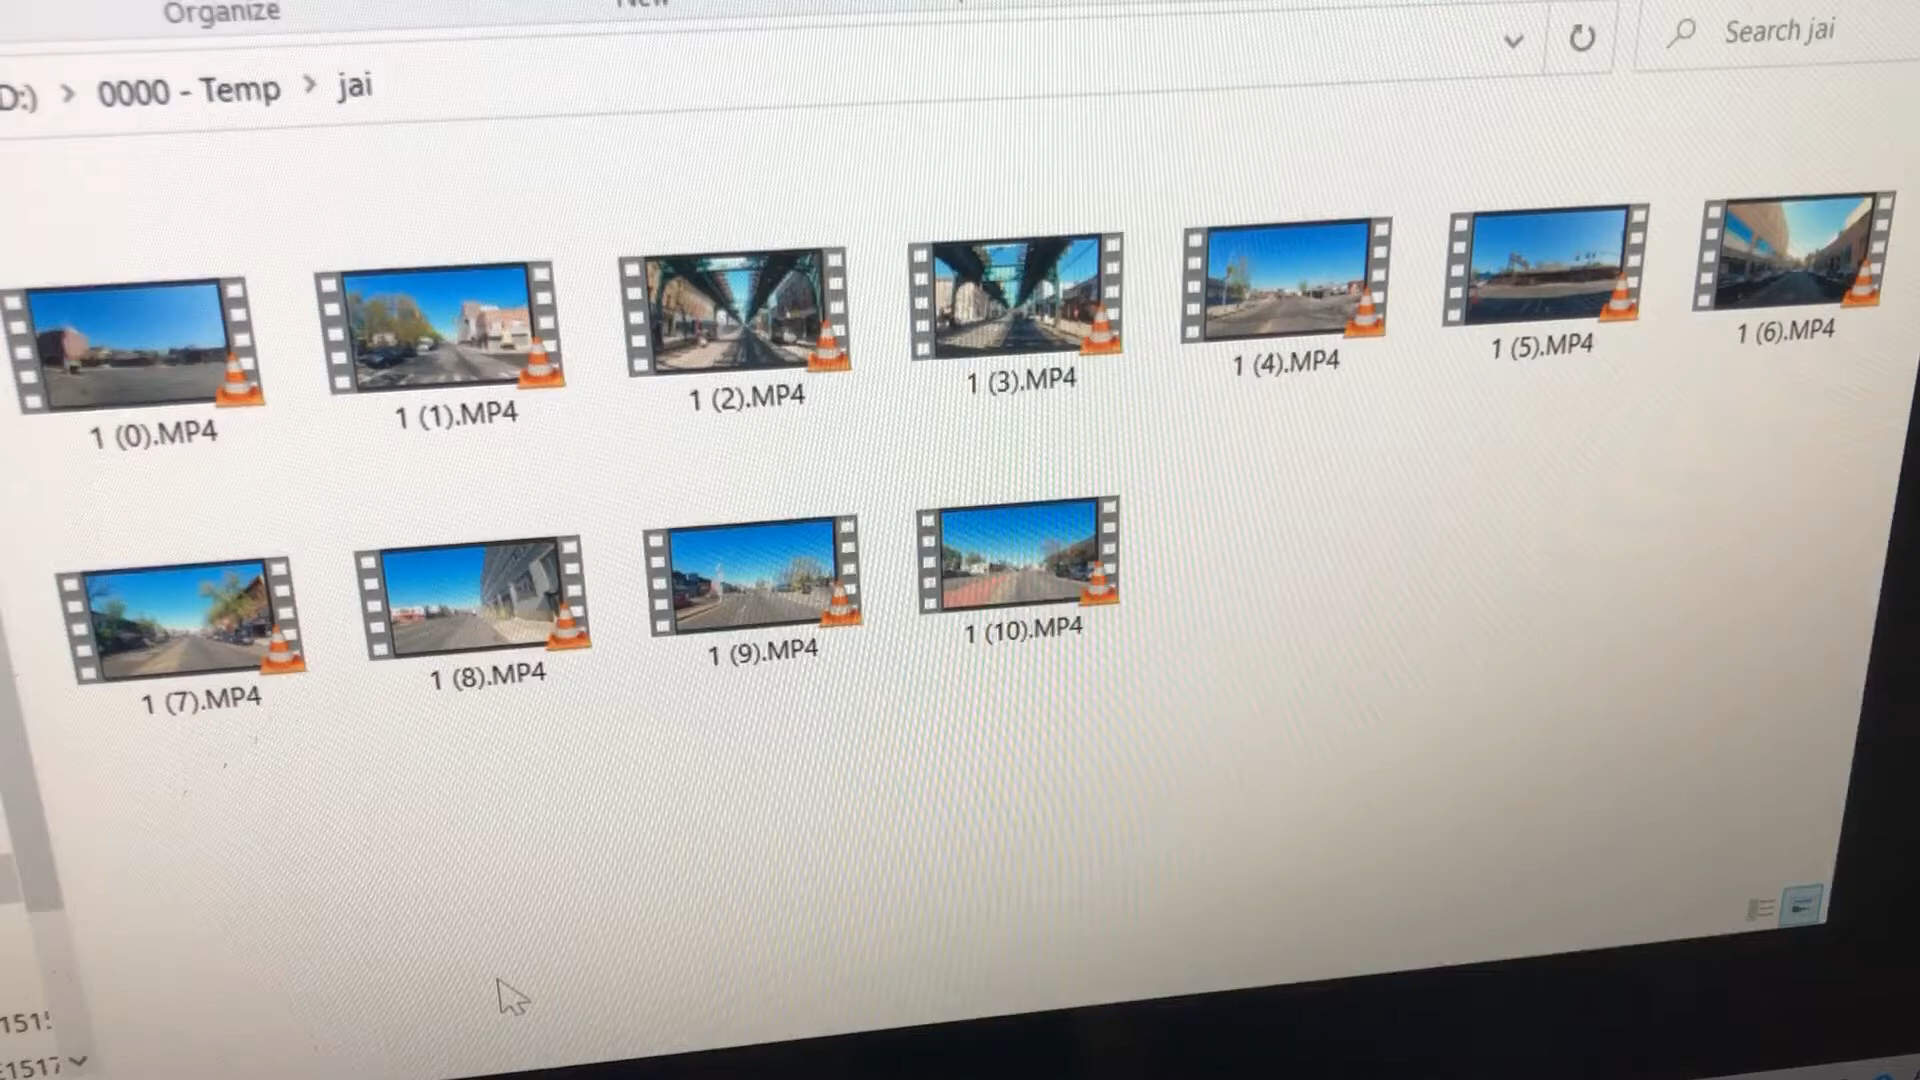 Organize
New
D:) > 0000 - Temp > jai
Search jai
1 (0).MP4
1 (1).MP4
1 (2).MP4
1 (3).MP4
1 (4).MP4
1 (5).MP4
1 (6).MP4
1 (7).MP4
1 (8).MP4
1 (9).MP4
1 (10).MP4